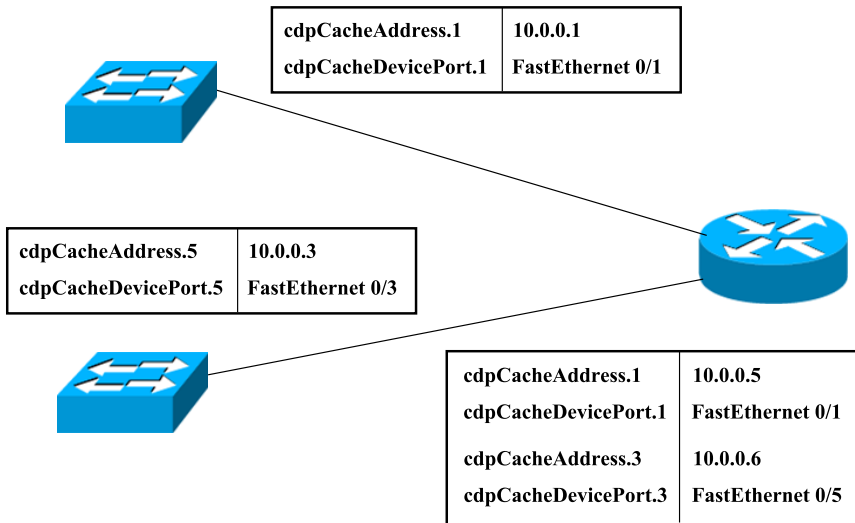 cdpCacheAddress.1 10.0.0.1
cdpCacheDevicePort.1 FastEthernet 0/1
cdpCacheAddress.5 10.0.0.3
cdpCacheDevicePort.5 FastEthernet 0/3
cdpCacheAddress.1 10.0.0.5
cdpCacheDevicePort.1 FastEthernet 0/1
cdpCacheAddress.3 10.0.0.6
cdpCacheDevicePort.3 FastEthernet 0/5